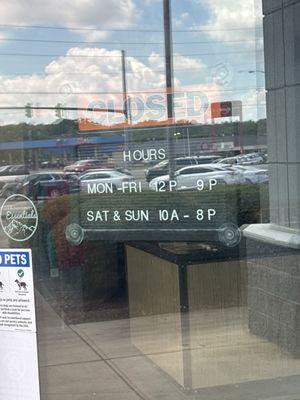 CLOSED
HOURS
MON-FRI 12P - 9P
SAT & SUN 10A - 8P
Essentials
PETS